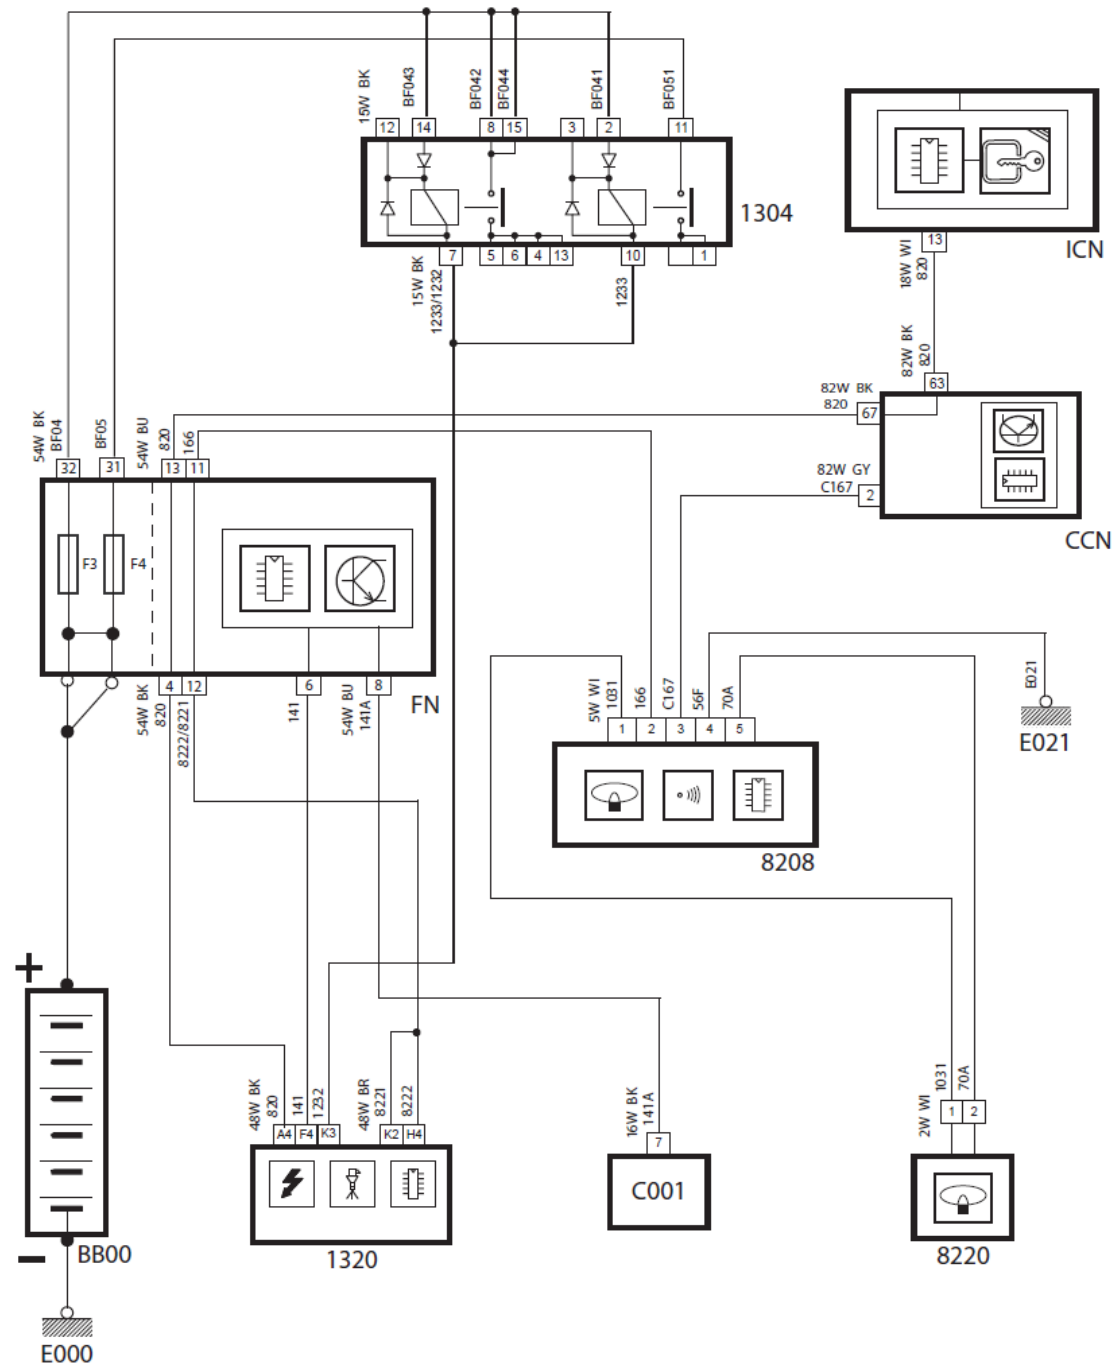 15W BK
BF043
BF042
BF044
BF041
BF051
12
14
8
15
3
2
11
1304
7
5
6
4
13
10
1
15W BK
1233/1232
1233
ICN
13
18W WI
820
82W BK
820
63
82W BK
820
67
82W GY
C167
2
CCN
54W BK
BF04
BF05
54W BU
820
166
32
31
13
11
F3
F4
4
12
6
8
FN
54W BK
820
8222/8221
141
54W BU
141A
5W WI
1031
166
C167
56F
70A
1
2
3
4
5
8208
E021
E021
+
BB00
−
E000
48W BK
820
141
1232
48W BR
8221
8222
A4
F4
K3
K2
H4
1320
16W BK
141A
7
C001
2W WI
1031
70A
1
2
8220